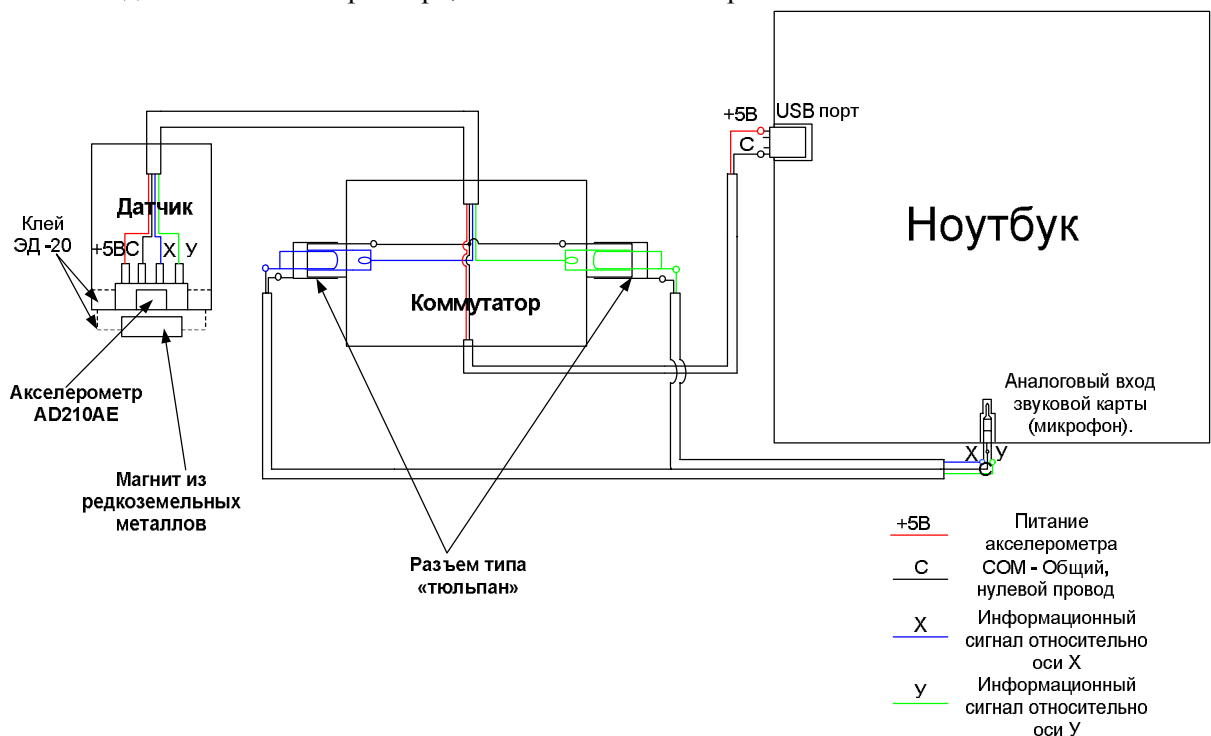 +5В
USB порт
С
Датчик
Клей
ЭД -20
+5ВС
Х
У
Ноутбук
Коммутатор
Акселерометр
AD210AE
Аналоговый вход
звуковой карты
(микрофон).
Х
У
Магнит из
редкоземельных
металлов
Разъем типа
«тюльпан»
+5В
Питание
акселерометра
С
СОМ - Общий,
нулевой провод
Х
Информационный
сигнал относительно
оси Х
У
Информационный
сигнал относительно
оси У